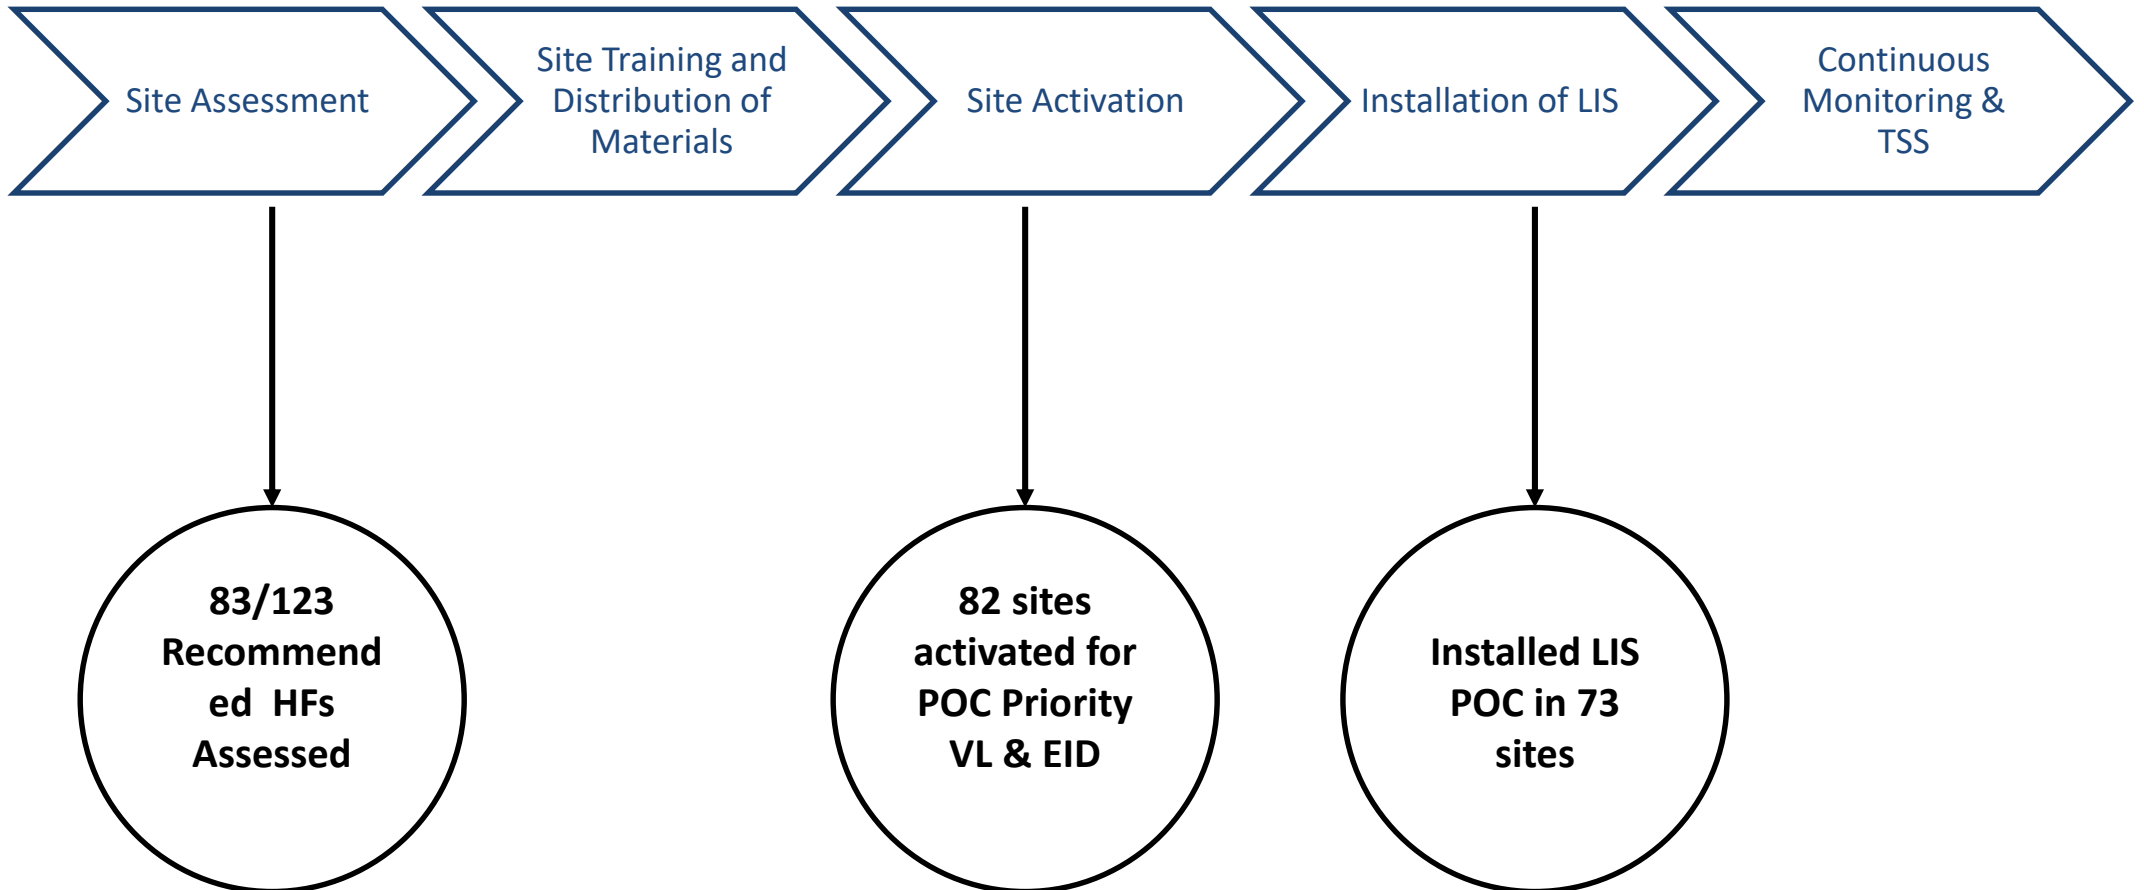 Site Assessment
Site Training and
Distribution of
Materials
Site Activation
Installation of LIS
Continuous
Monitoring &
TSS
83/123
Recommend
ed  HFs
Assessed
82 sites
activated for
POC Priority
VL & EID
Installed LIS
POC in 73
sites